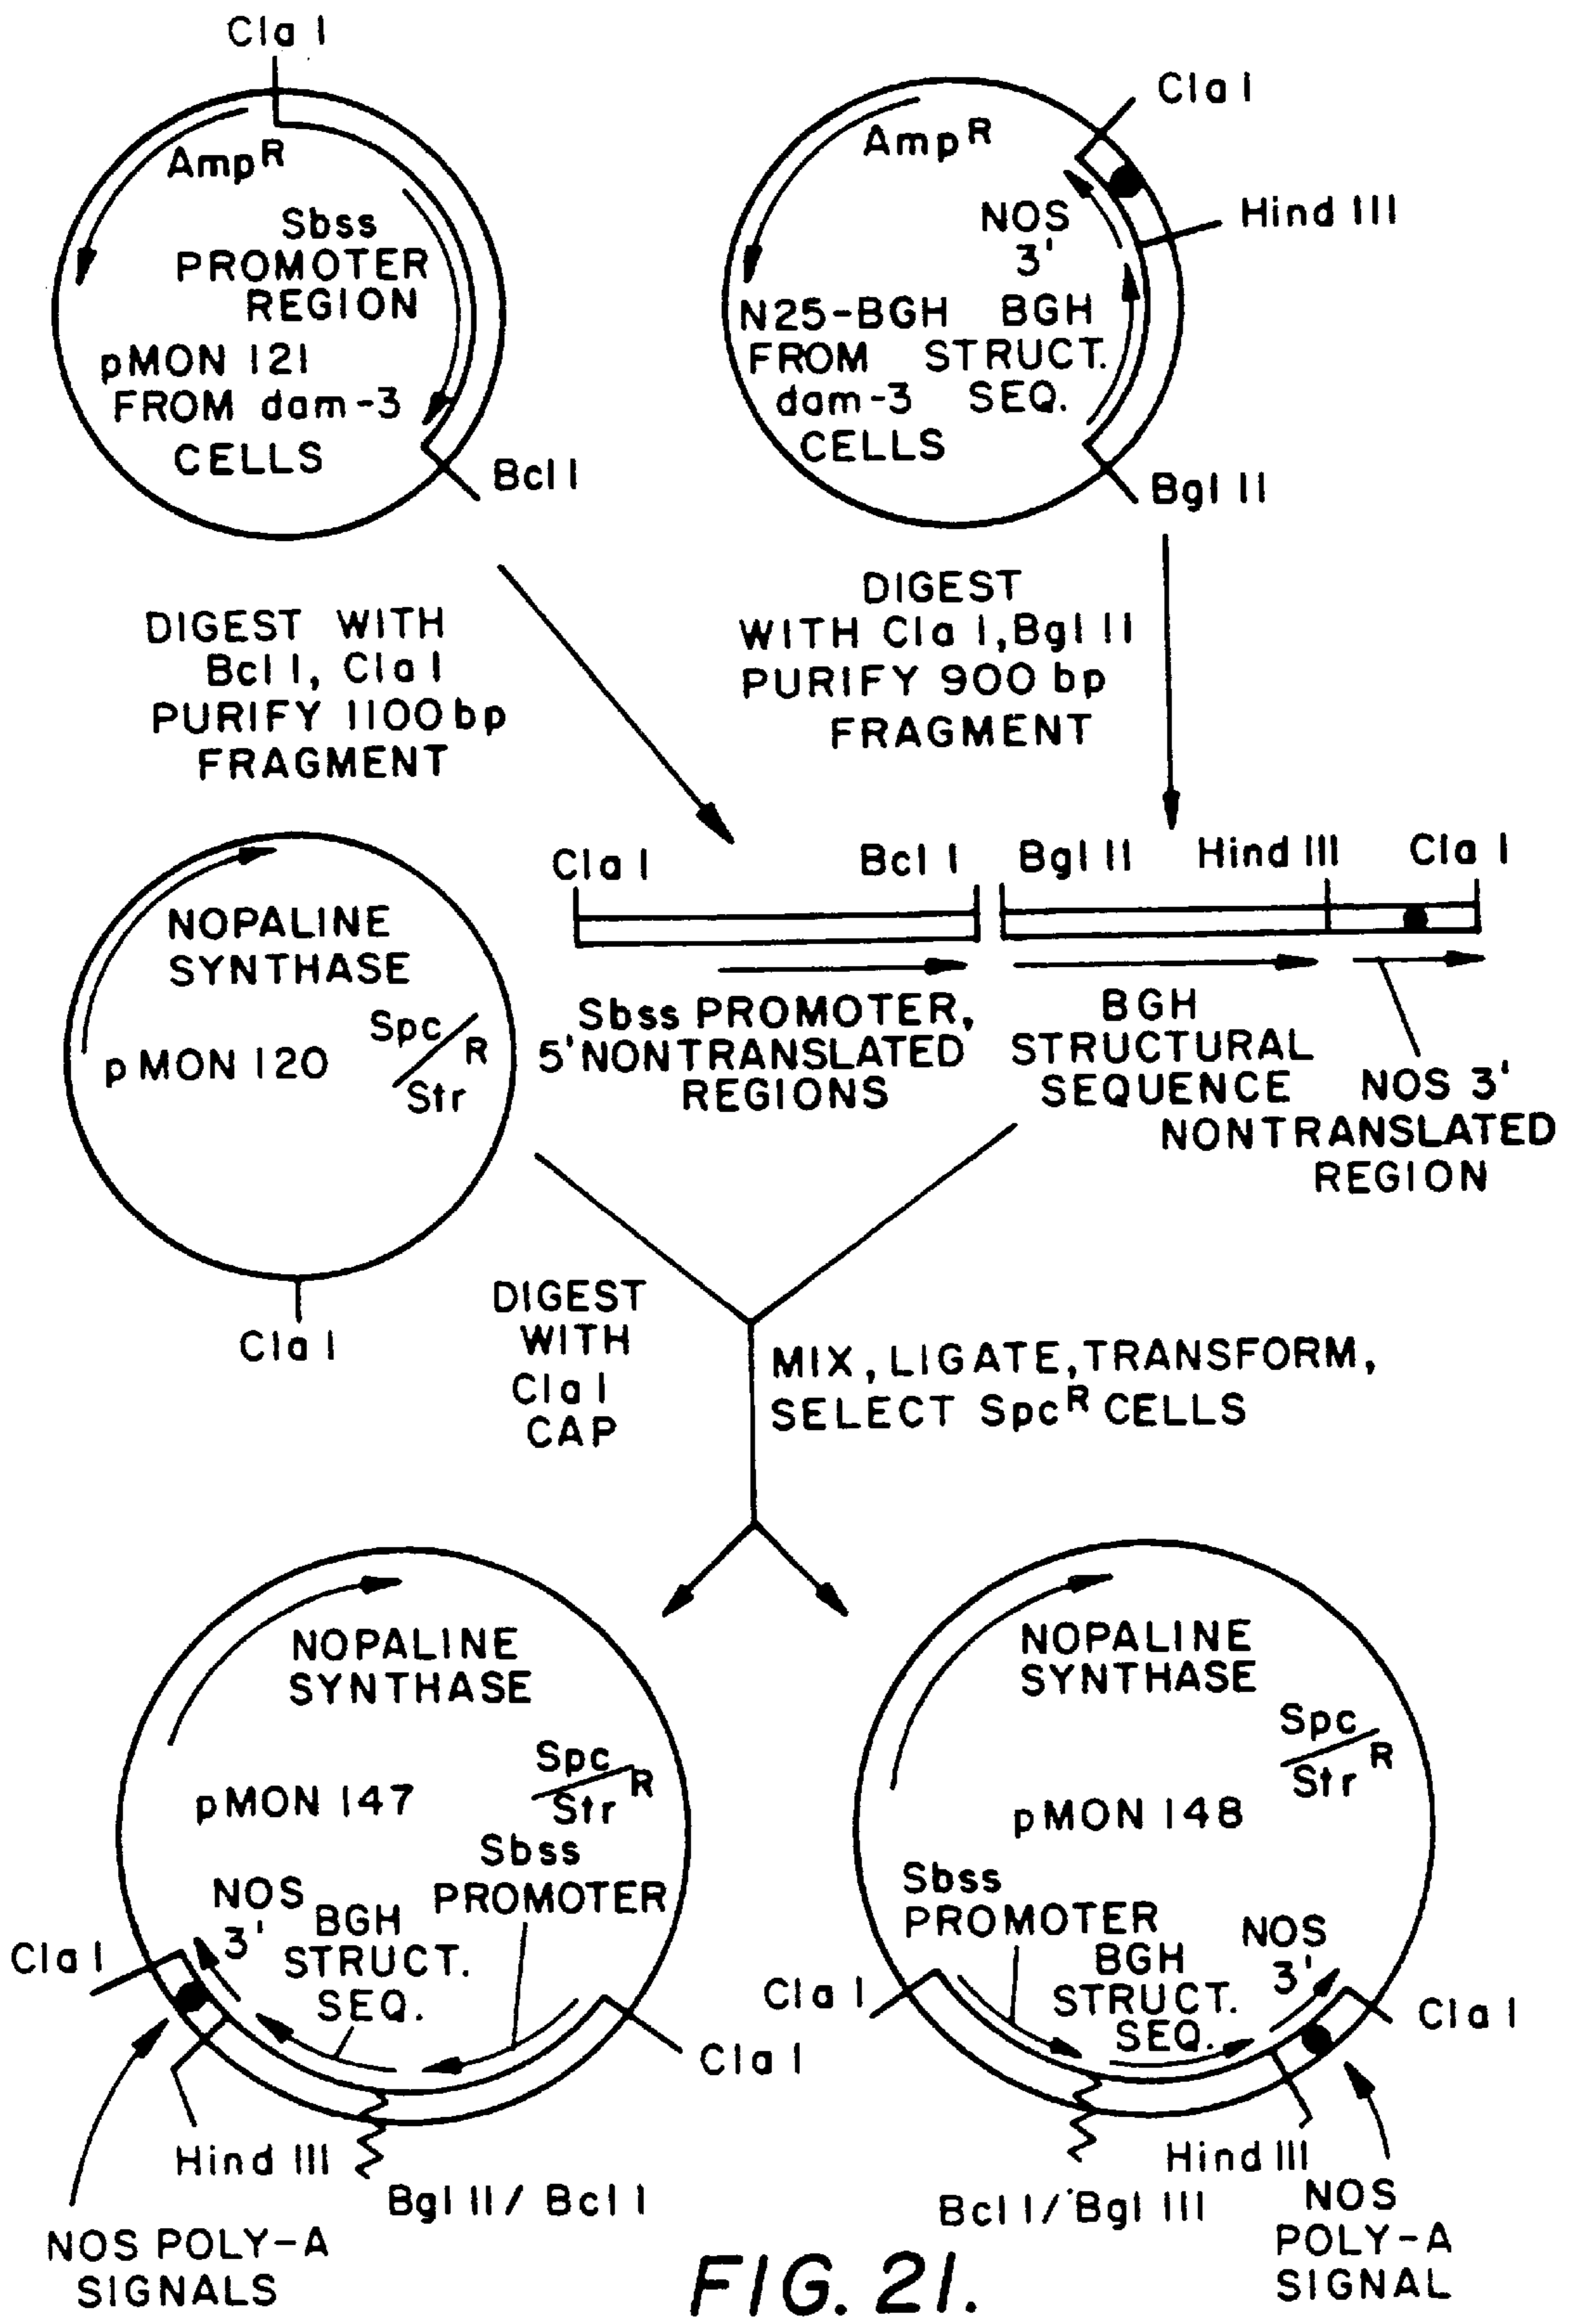 Cla I
Amp R
Sbss
PROMOTER
REGION
pMON 121
FROM dam-3
CELLS
Bcl I
Cla I
Amp R
NOS
3'
Hind III
N25-BGH
FROM
dam-3
CELLS
BGH
STRUCT.
SEQ.
Bgl II
DIGEST WITH
Bcl I, Cla I
PURIFY 1100 bp
FRAGMENT
DIGEST
WITH Cla I, Bgl II
PURIFY 900 bp
FRAGMENT
NOPALINE
SYNTHASE
pMON 120
Spc/Str R
Cla I
Cla I
Bcl I
Bgl II
Hind III
Cla I
Sbss PROMOTER,
5' NONTRANSLATED
REGIONS
BGH
STRUCTURAL
SEQUENCE
NOS 3'
NONTRANSLATED
REGION
DIGEST
WITH
Cla I
CAP
MIX, LIGATE, TRANSFORM,
SELECT Spc R CELLS
NOPALINE
SYNTHASE
pMON 147
Spc/Str R
Sbss
PROMOTER
NOS
3'
BGH
STRUCT.
SEQ.
Cla I
Cla I
Hind III
Bgl II / Bcl I
NOS POLY-A
SIGNALS
NOPALINE
SYNTHASE
Spc/Str R
pMON 148
Sbss
PROMOTER
BGH
STRUCT.
SEQ.
NOS
3'
Cla I
Cla I
Hind III
Bcl I / Bgl III
NOS
POLY-A
SIGNAL
FIG. 21.